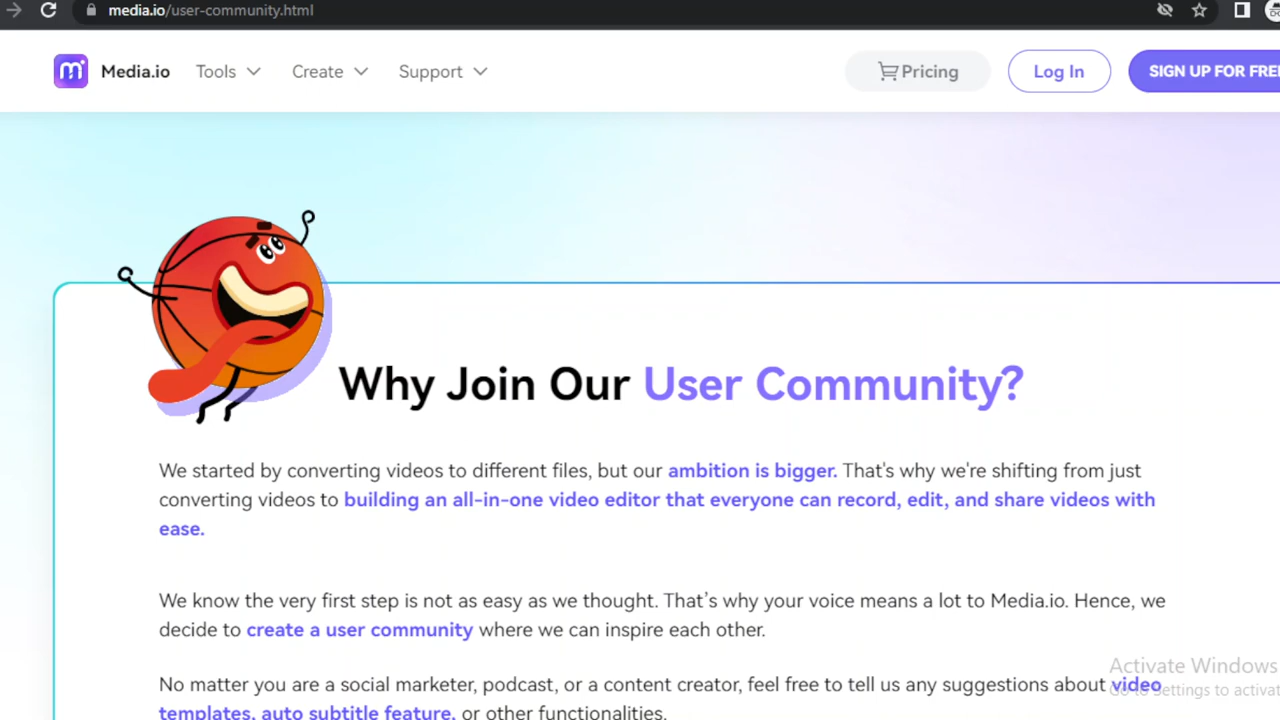 media.io/user-community.html
Media.io Tools Create Support Pricing Log In SIGN UP FOR FREE
Why Join Our User Community?
We started by converting videos to different files, but our ambition is bigger. That's why we're shifting from just
converting videos to building an all-in-one video editor that everyone can record, edit, and share videos with
ease.
We know the very first step is not as easy as we thought. That’s why your voice means a lot to Media.io. Hence, we
decide to create a user community where we can inspire each other.
Activate Windows
No matter you are a social marketer, podcast, or a content creator, feel free to tell us any suggestions about video
Go to Settings to activat
templates, auto subtitle feature, or other functionalities.